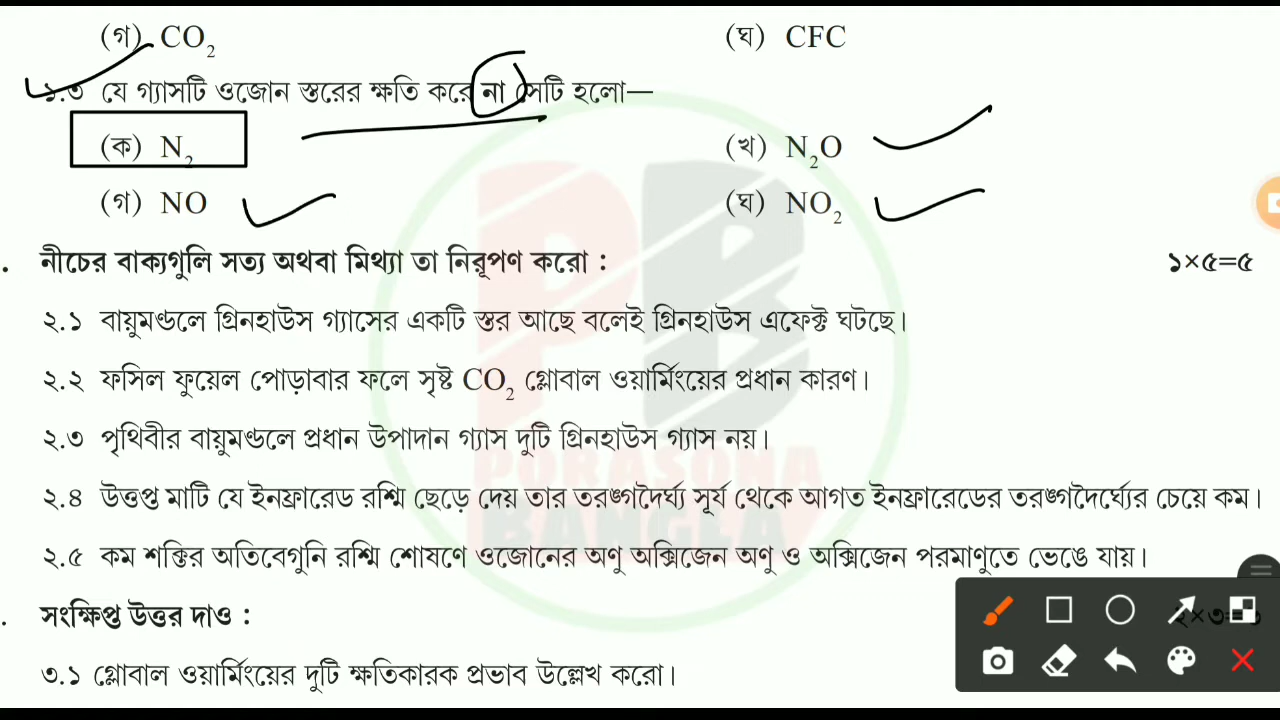 (গ) CO₂ (ঘ) CFC
১.৩ যে গ্যাসটি ওজোন স্তরের ক্ষতি করে না সেটি হলো—
(ক) N₂ (খ) N₂O
(গ) NO (ঘ) NO₂
. নীচের বাক্যগুলি সত্য অথবা মিথ্যা তা নিরূপণ করো : ১×৫=৫
২.১ বায়ুমণ্ডলে গ্রিনহাউস গ্যাসের একটি স্তর আছে বলেই গ্রিনহাউস এফেক্ট ঘটছে।
২.২ ফসিল ফুয়েল পোড়াবার ফলে সৃষ্ট CO₂ গ্লোবাল ওয়ার্মিংয়ের প্রধান কারণ।
২.৩ পৃথিবীর বায়ুমণ্ডলে প্রধান উপাদান গ্যাস দুটি গ্রিনহাউস গ্যাস নয়।
২.৪ উত্তপ্ত মাটি যে ইনফ্রারেড রশ্মি ছেড়ে দেয় তার তরঙ্গদৈর্ঘ্য সূর্য থেকে আগত ইনফ্রারেডের তরঙ্গদৈর্ঘ্যের চেয়ে কম।
২.৫ কম শক্তির অতিবেগুনি রশ্মি শোষণে ওজোনের অণু অক্সিজেন অণু ও অক্সিজেন পরমাণুতে ভেঙে যায়।
. সংক্ষিপ্ত উত্তর দাও :
৩.১ গ্লোবাল ওয়ার্মিংয়ের দুটি ক্ষতিকারক প্রভাব উল্লেখ করো।
PB
PORASONA
BANGLA